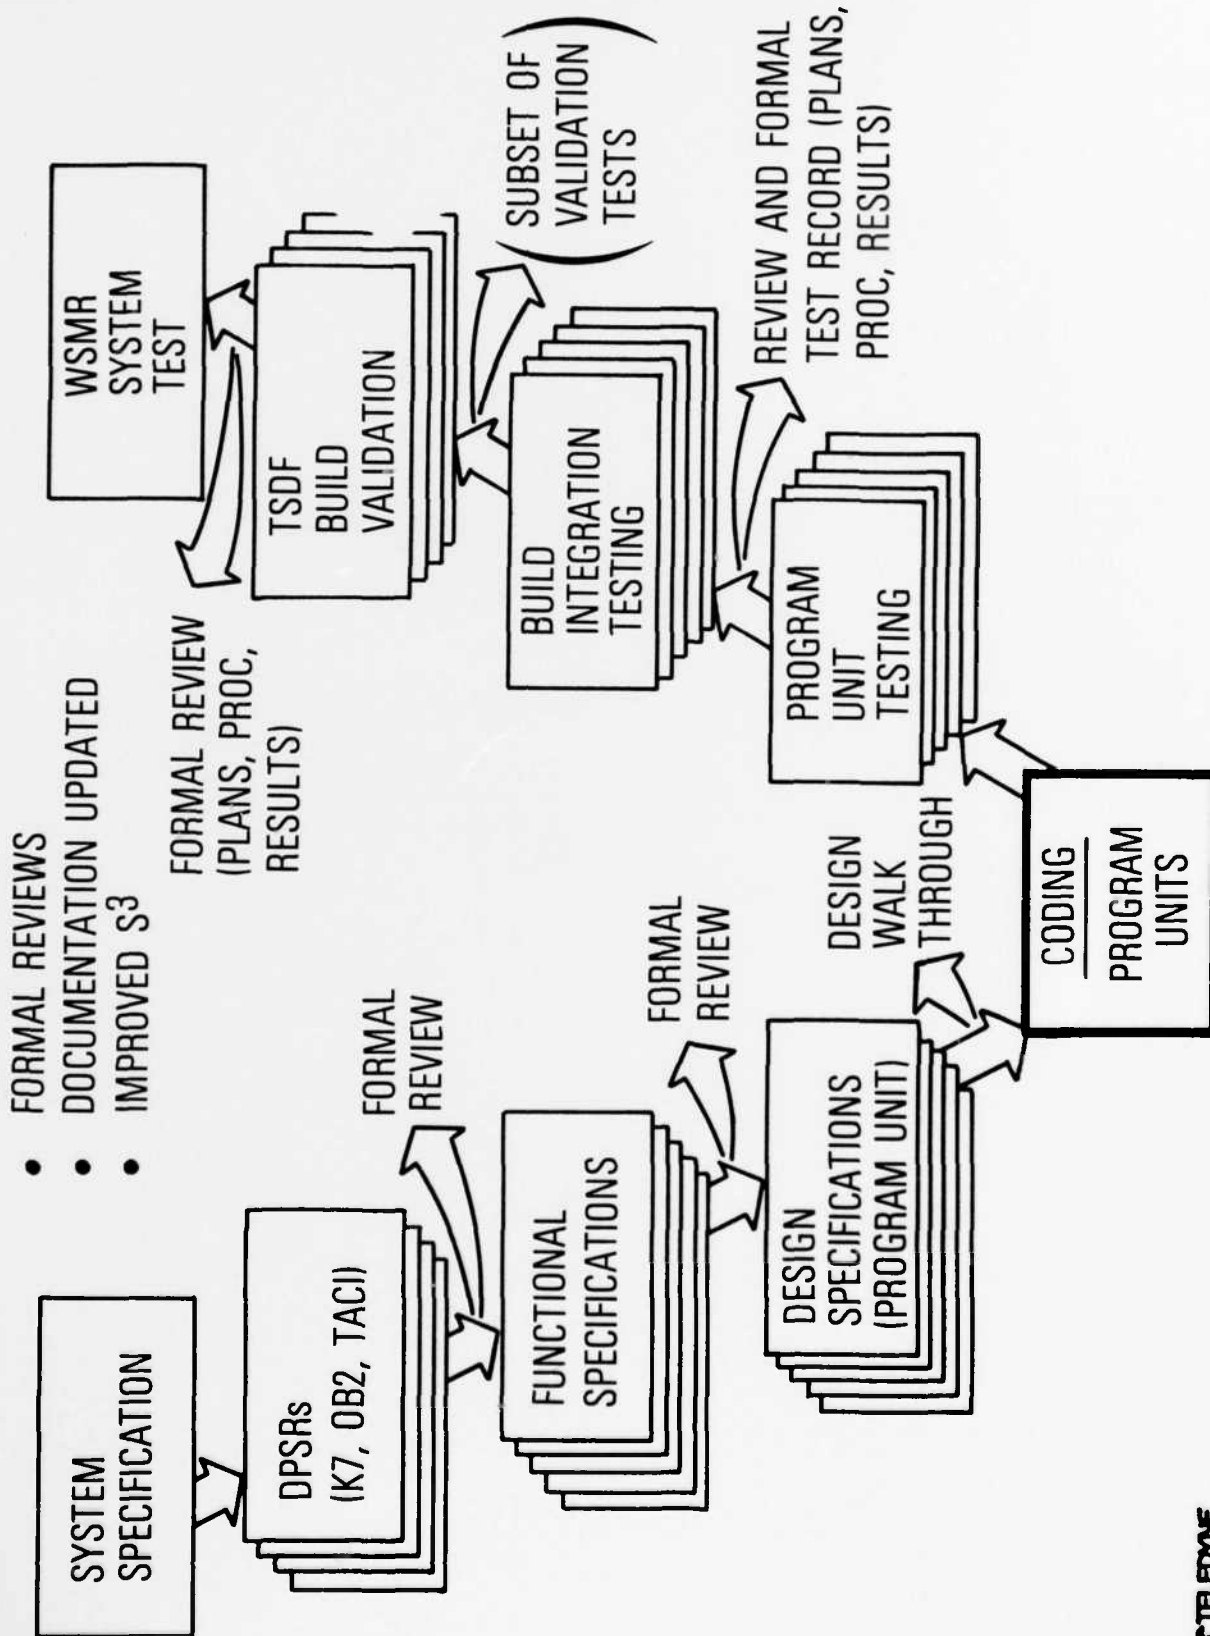 • FORMAL REVIEWS
• DOCUMENTATION UPDATED
• IMPROVED S³
SYSTEM
SPECIFICATION
DPSRs
(K7, OB2, TACI)
FORMAL
REVIEW
FUNCTIONAL
SPECIFICATIONS
FORMAL
REVIEW
DESIGN
SPECIFICATIONS
(PROGRAM UNIT)
DESIGN
WALK
THROUGH
CODING
PROGRAM
UNITS
PROGRAM
UNIT
TESTING
REVIEW AND FORMAL
TEST RECORD (PLANS,
PROC, RESULTS)
BUILD
INTEGRATION
TESTING
(SUBSET OF
VALIDATION
TESTS)
TSDF
BUILD
VALIDATION
FORMAL REVIEW
(PLANS, PROC,
RESULTS)
WSMR
SYSTEM
TEST
TELEDYNE